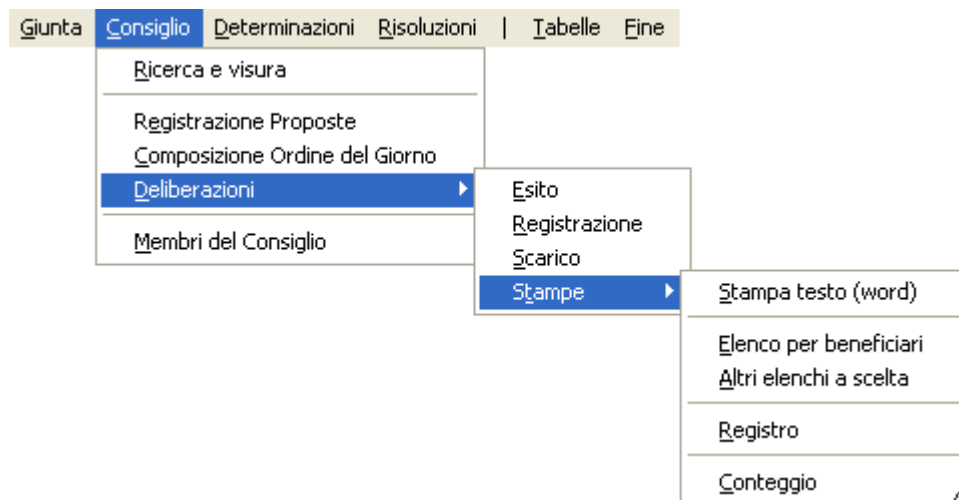 Giunta Consiglio Determinazioni Risoluzioni | Tabelle Fine
Ricerca e visura
Registrazione Proposte
Composizione Ordine del Giorno
Deliberazioni
Membri del Consiglio
Esito
Registrazione
Scarico
Stampe
Stampa testo (word)
Elenco per beneficiari
Altri elenchi a scelta
Registro
Conteggio